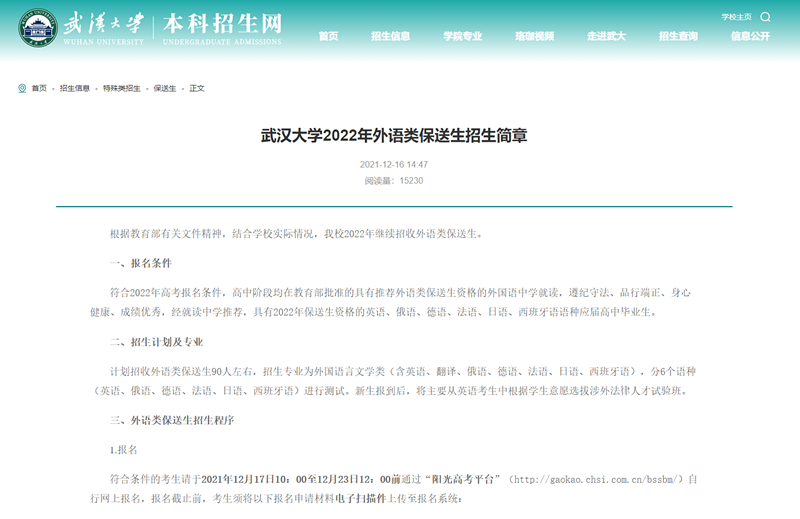 武汉大学 本科招生网
WUHAN UNIVERSITY UNDERGRADUATE ADMISSIONS
学校主页
首页 招生信息 学院专业 珞珈视频 走进武大 招生查询 信息公开
首页 - 招生信息 - 特殊类招生 - 保送生 - 正文
武汉大学2022年外语类保送生招生简章
2021-12-16 14:47
阅读量：15230
根据教育部有关文件精神，结合学校实际情况，我校2022年继续招收外语类保送生。
一、报名条件
符合2022年高考报名条件，高中阶段均在教育部批准的具有推荐外语类保送生资格的外国语中学就读，遵纪守法、品行端正、身心
健康、成绩优秀，经就读中学推荐，具有2022年保送生资格的英语、俄语、德语、法语、日语、西班牙语语种应届高中毕业生。
二、招生计划及专业
计划招收外语类保送生90人左右，招生专业为外国语言文学类（含英语、翻译、俄语、德语、法语、日语、西班牙语），分6个语种
（英语、俄语、德语、法语、日语、西班牙语）进行测试。新生报到后，将主要从英语考生中根据学生意愿选拔涉外法律人才试验班。
三、外语类保送生招生程序
1.报名
符合条件的考生请于2021年12月17日10：00至12月23日12：00前通过“阳光高考平台”（http://gaokao.chsi.com.cn/bssbm/）自
行网上报名，报名截止前，考生须将以下报名申请材料电子扫描件上传至报名系统：